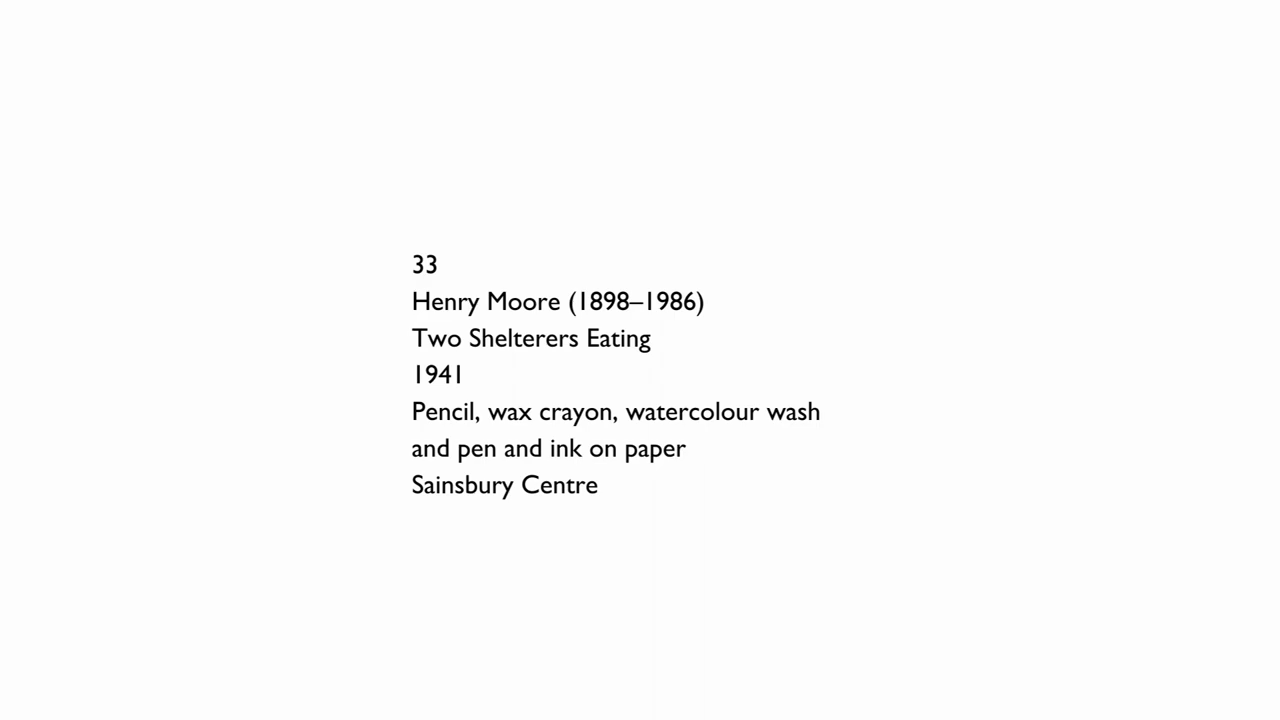 33
Henry Moore (1898–1986)
Two Shelterers Eating
1941
Pencil, wax crayon, watercolour wash
and pen and ink on paper
Sainsbury Centre